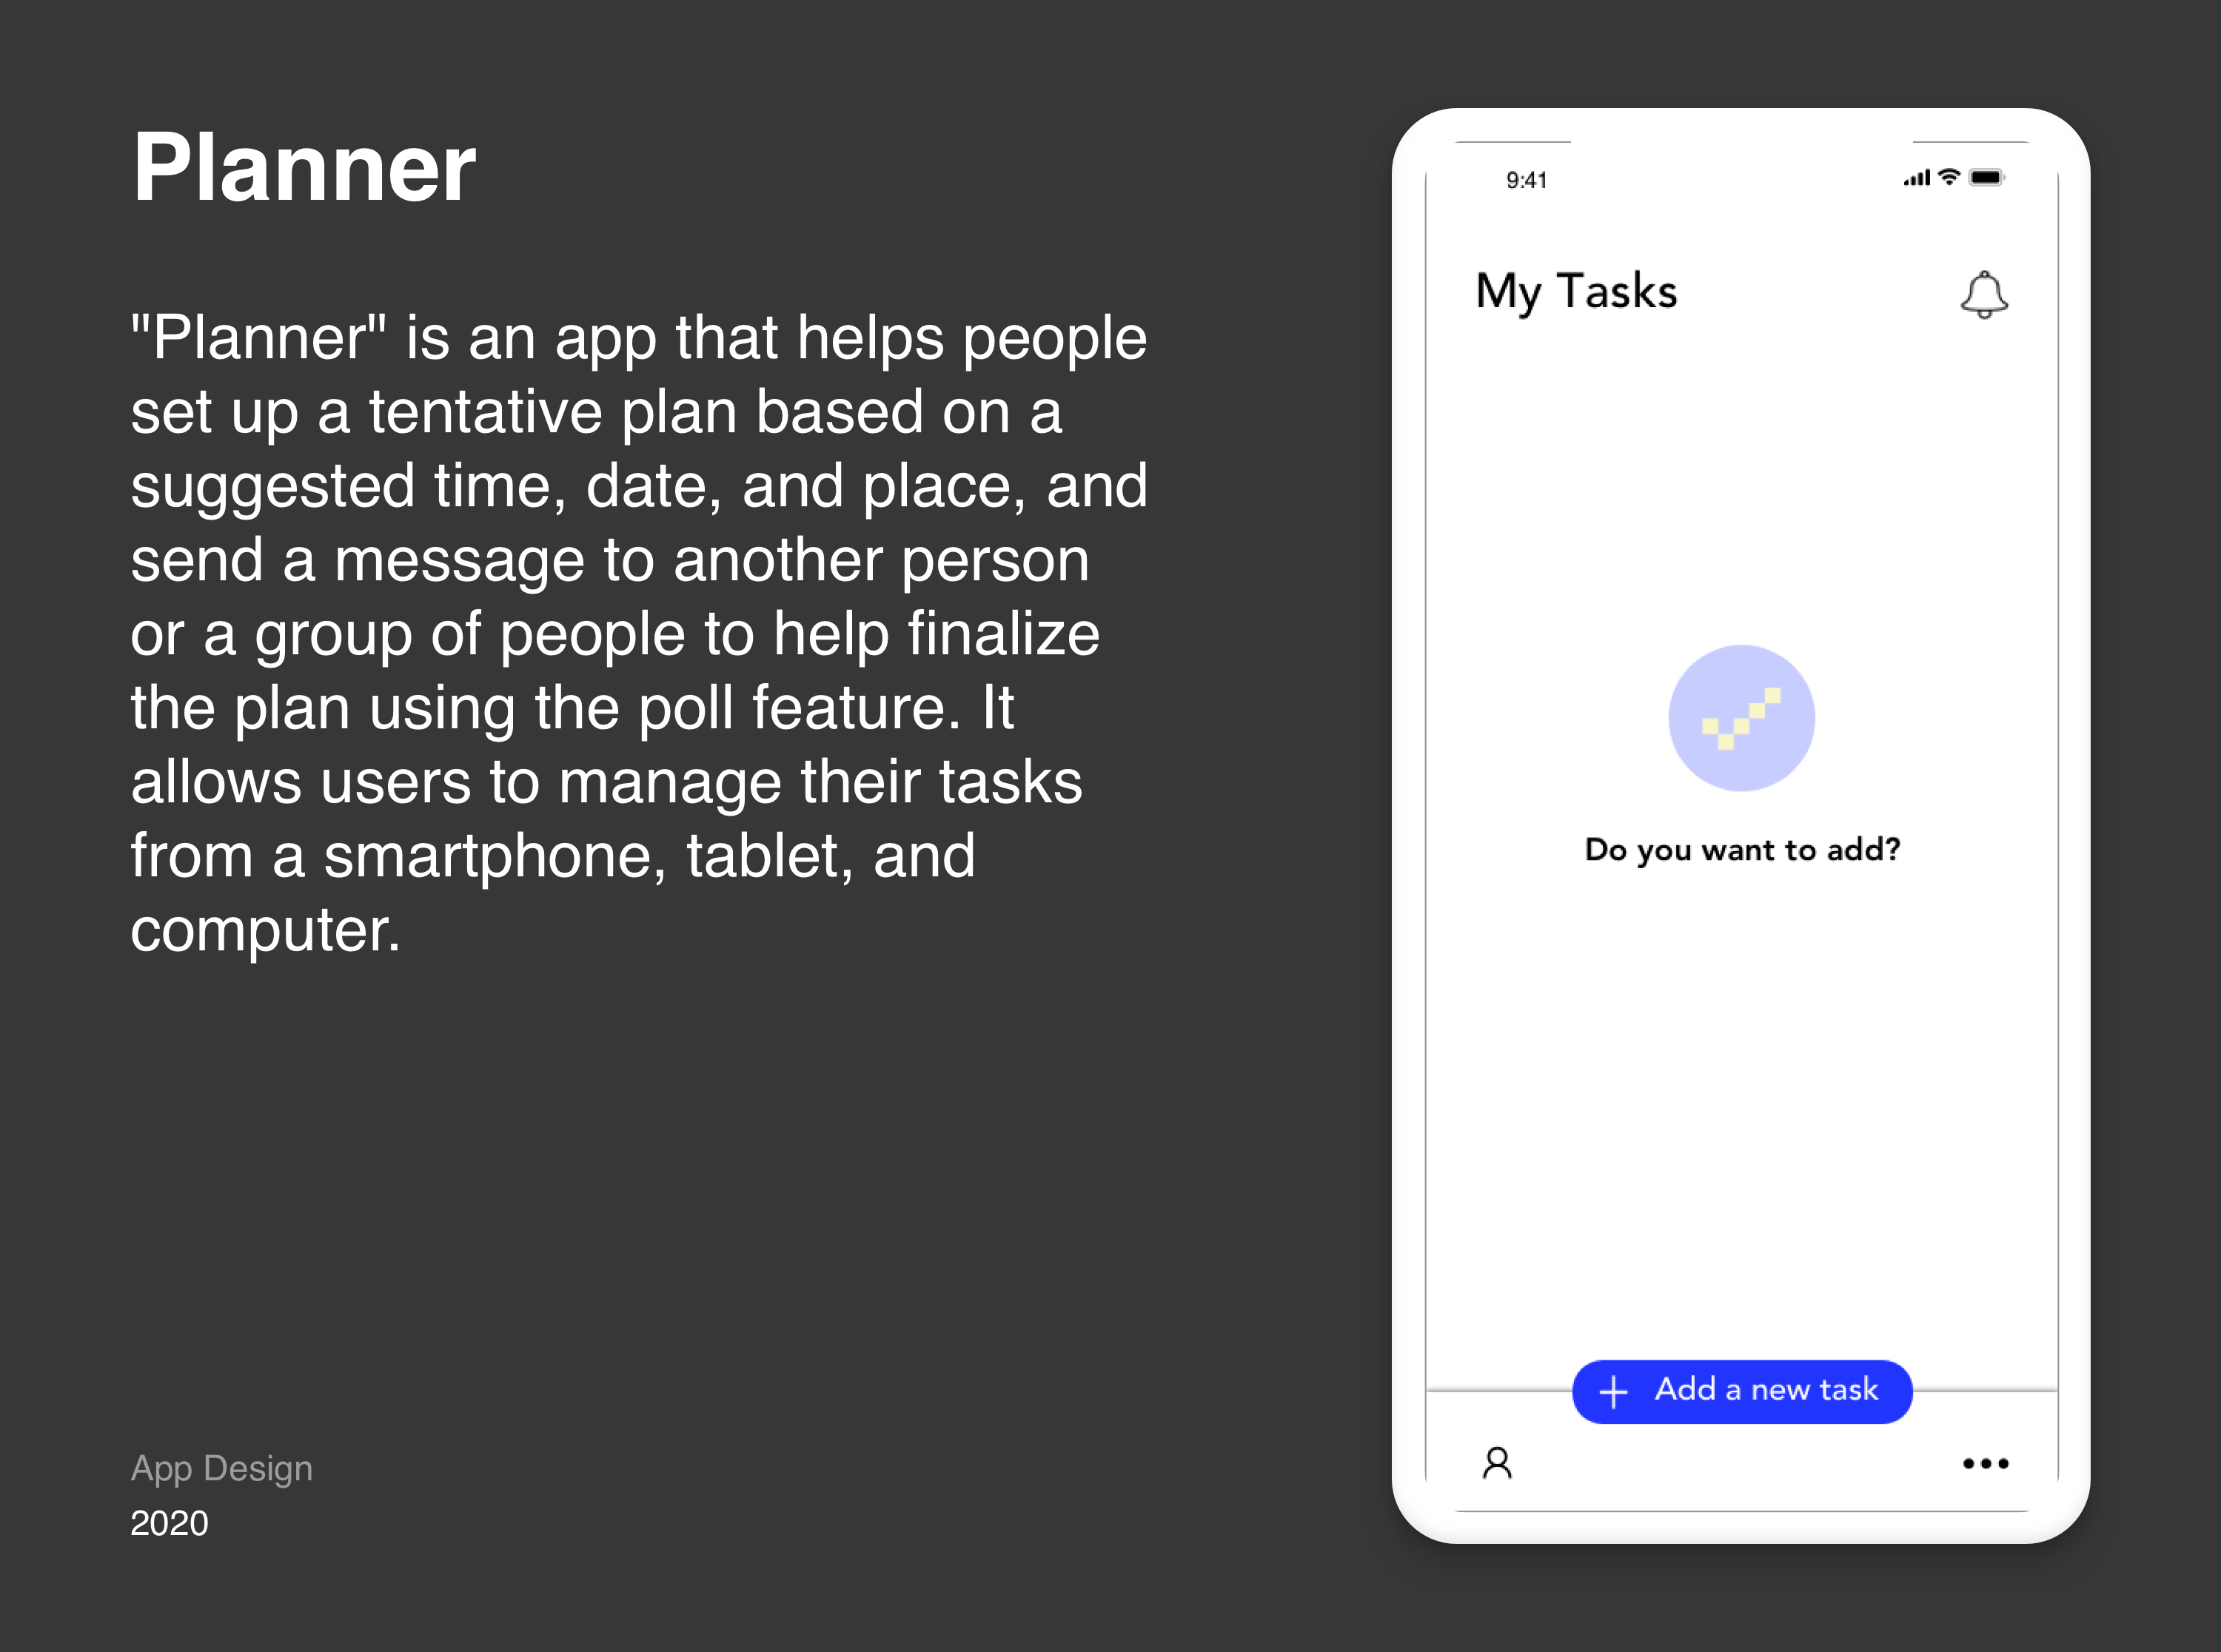 Planner
"Planner" is an app that helps people
set up a tentative plan based on a
suggested time, date, and place, and
send a message to another person
or a group of people to help finalize
the plan using the poll feature. It
allows users to manage their tasks
from a smartphone, tablet, and
computer.
App Design
2020
9:41
My Tasks
Do you want to add?
Add a new task